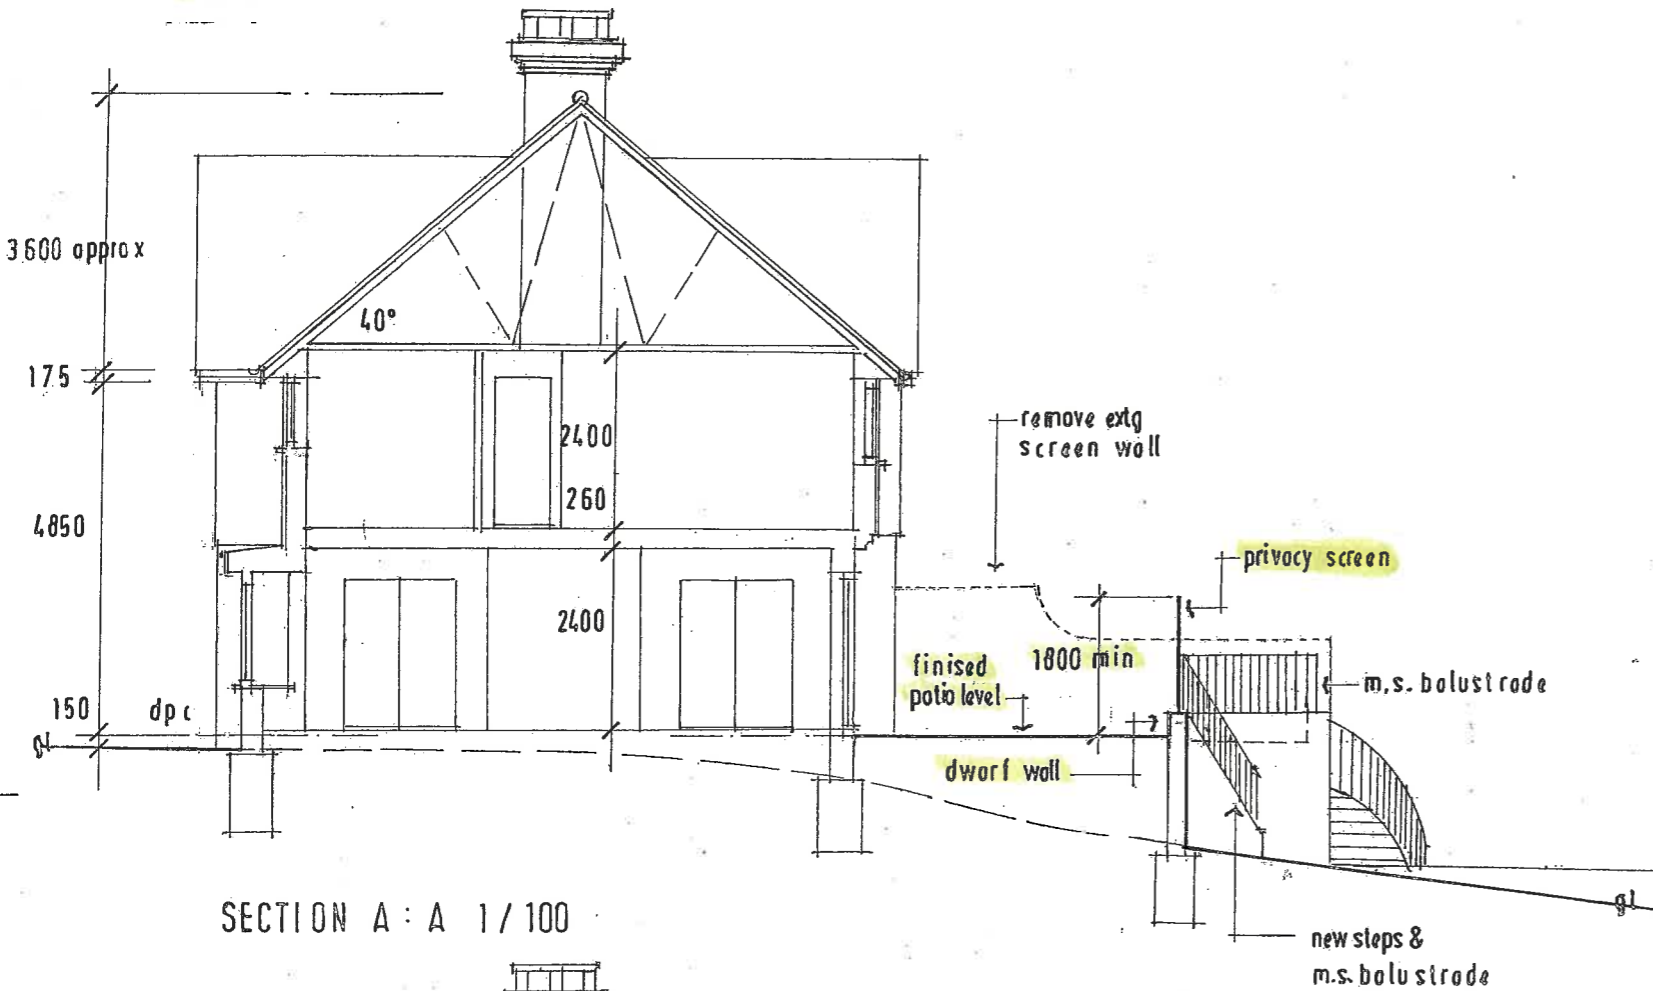 3600 approx
40°
175
2400
260
4850
2400
150
dpc
gl
remove extg
screen wall
privacy screen
1800 min
finised
patio level
m.s. balustrade
dwarf wall
gl
new steps &
m.s. balustrade
SECTION A : A 1/100